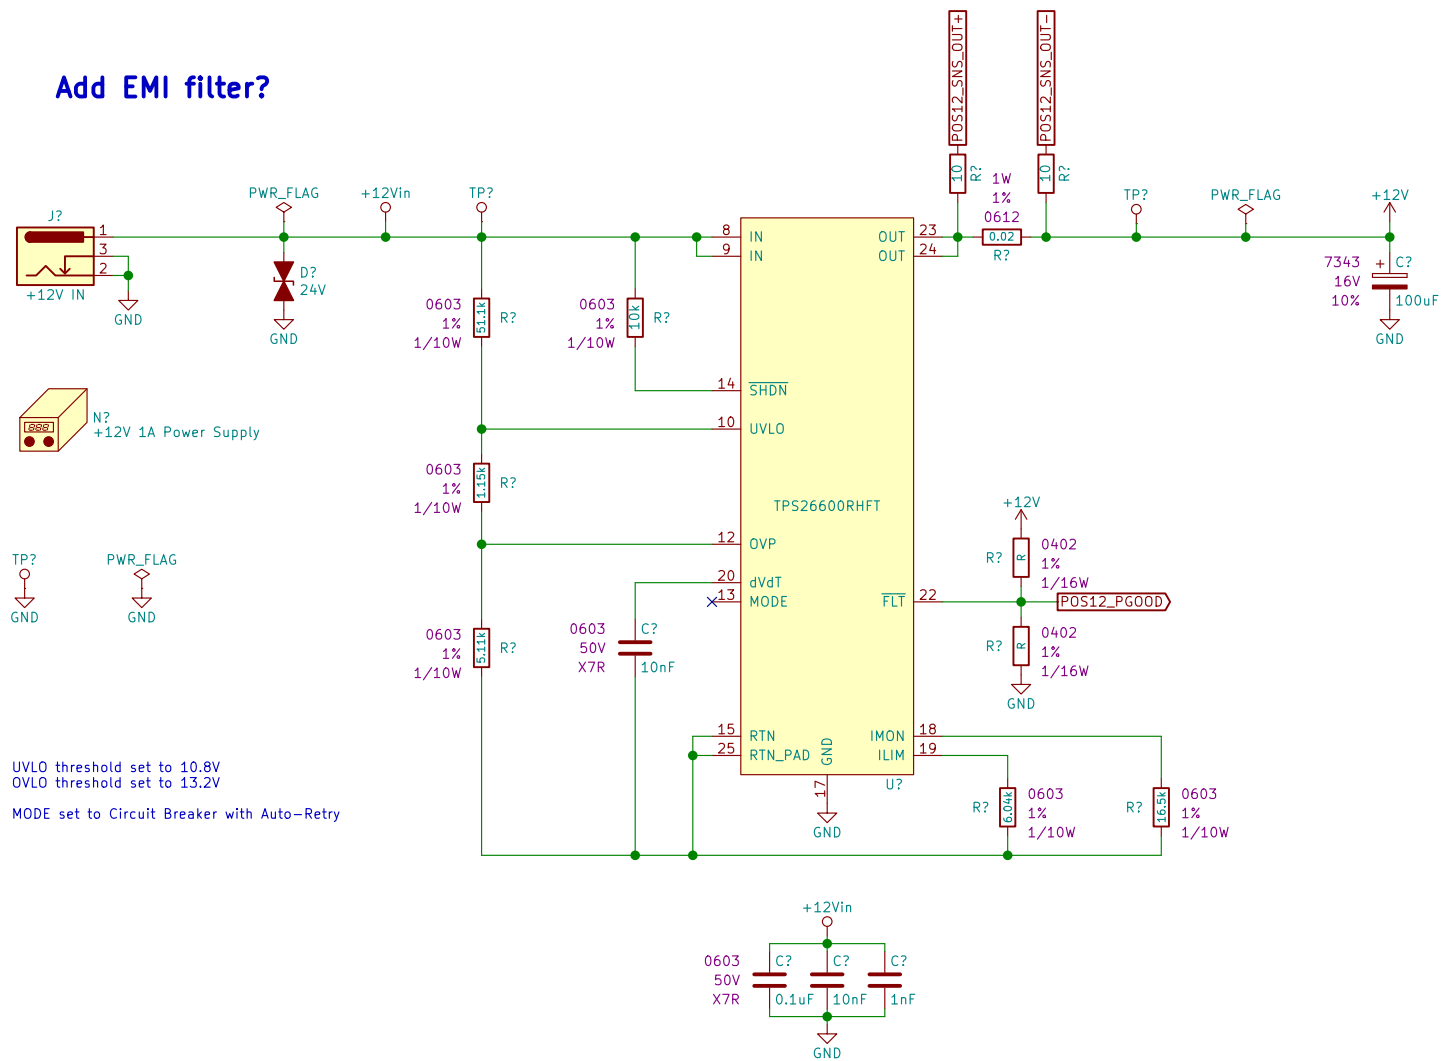 Add EMI filter?
POS12_SNS_OUT+
POS12_SNS_OUT-
10
R?
10
R?
PWR_FLAG
+12Vin
TP?
1W
1%
0612
0.02
R?
TP?
PWR_FLAG
+12V
J?
1
3
2
+12V IN
GND
D?
24V
GND
8
IN
9
IN
OUT
23
OUT
24
7343
16V
10%
+
C?
100uF
GND
0603
1%
1/10W
51.1k
R?
0603
1%
1/10W
10k
R?
14
SHDN
10
UVLO
N?
+12V 1A Power Supply
888
0603
1%
1/10W
1.15k
R?
TPS26600RHFT
12
OVP
20
dVdT
13
MODE
FLT
22
+12V
R?
R
0402
1%
1/16W
POS12_PGOOD
R?
R
0402
1%
1/16W
GND
TP?
GND
PWR_FLAG
GND
0603
1%
1/10W
5.11k
R?
0603
50V
X7R
C?
10nF
15
RTN
25
RTN_PAD
GND
17
IMON
18
ILIM
19
U?
GND
R?
6.04k
0603
1%
1/10W
R?
16.5k
0603
1%
1/10W
UVLO threshold set to 10.8V
OVLO threshold set to 13.2V
MODE set to Circuit Breaker with Auto-Retry
+12Vin
0603
50V
X7R
C?
0.1uF
C?
10nF
C?
1nF
GND